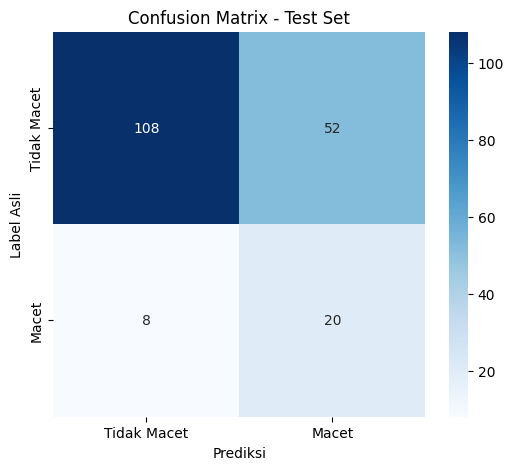 Confusion Matrix - Test Set
Label Asli
Tidak Macet
Macet
108
52
8
20
Tidak Macet
Macet
Prediksi
100
80
60
40
20